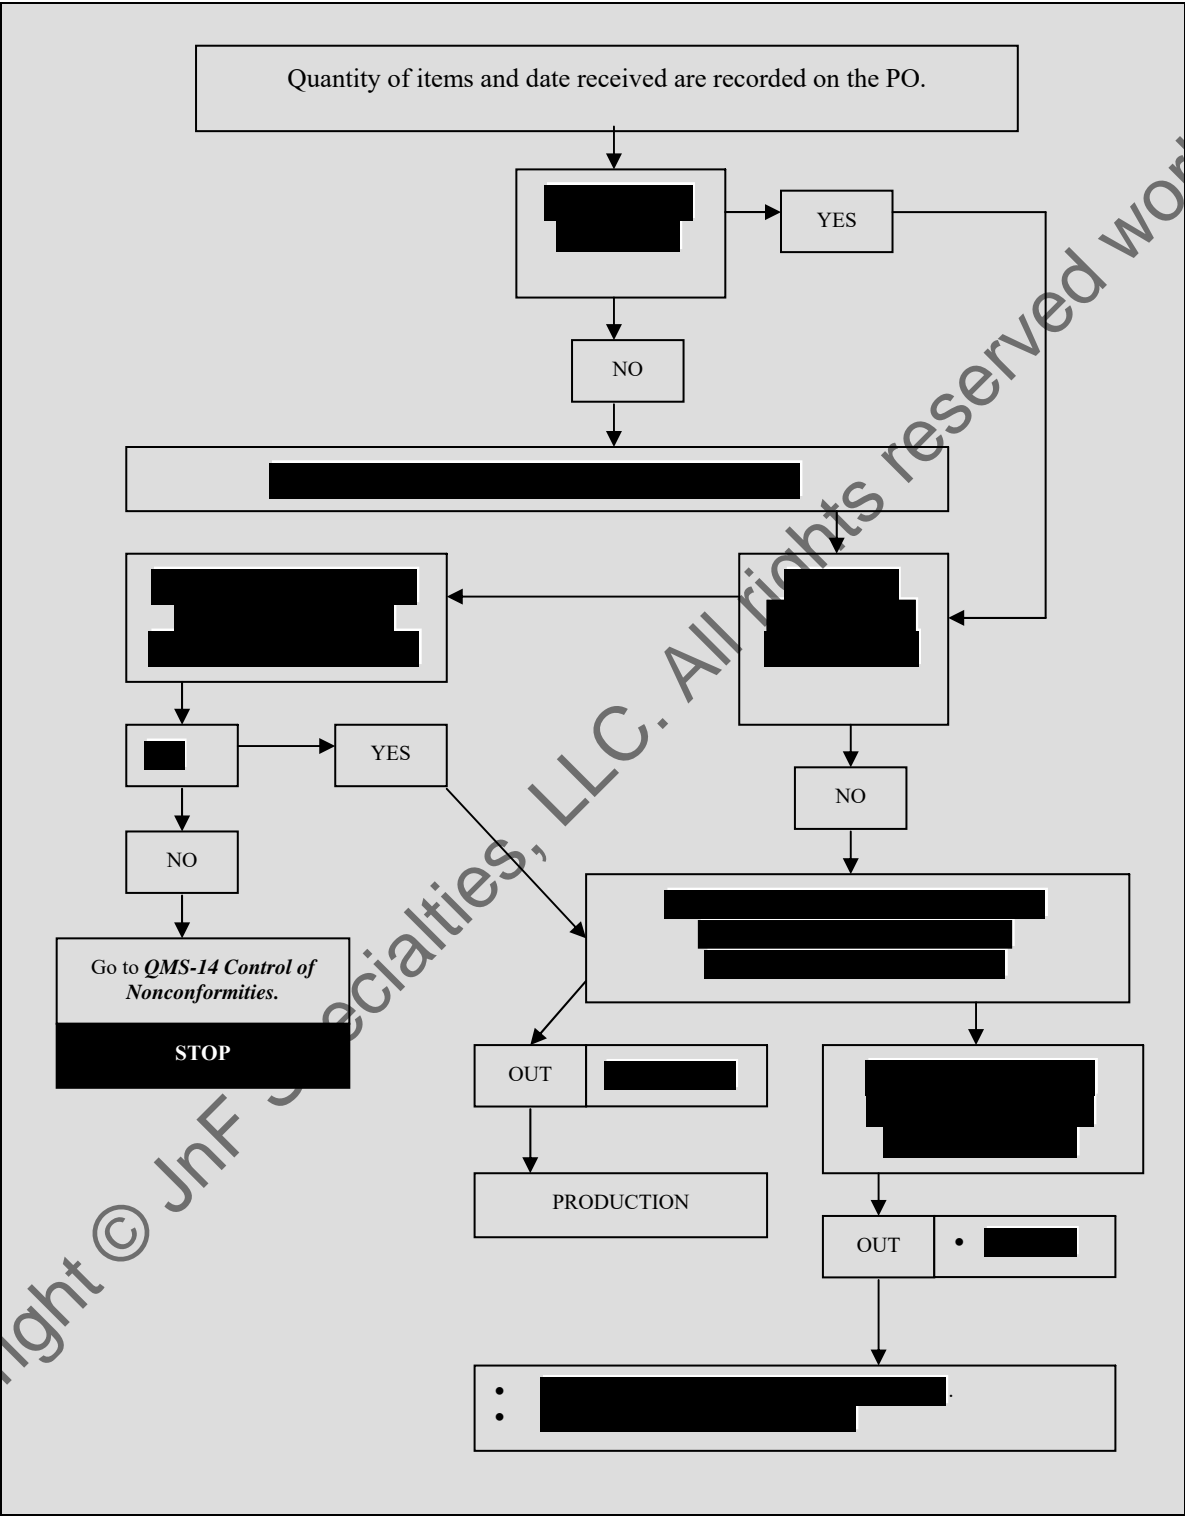 Quantity of items and date received are recorded on the PO.
YES
NO
YES
NO
NO
Go to QMS-14 Control of
Nonconformities.
STOP
OUT
PRODUCTION
OUT
•
•
.
•
right © JnF Specialties, LLC. All rights reserved wor